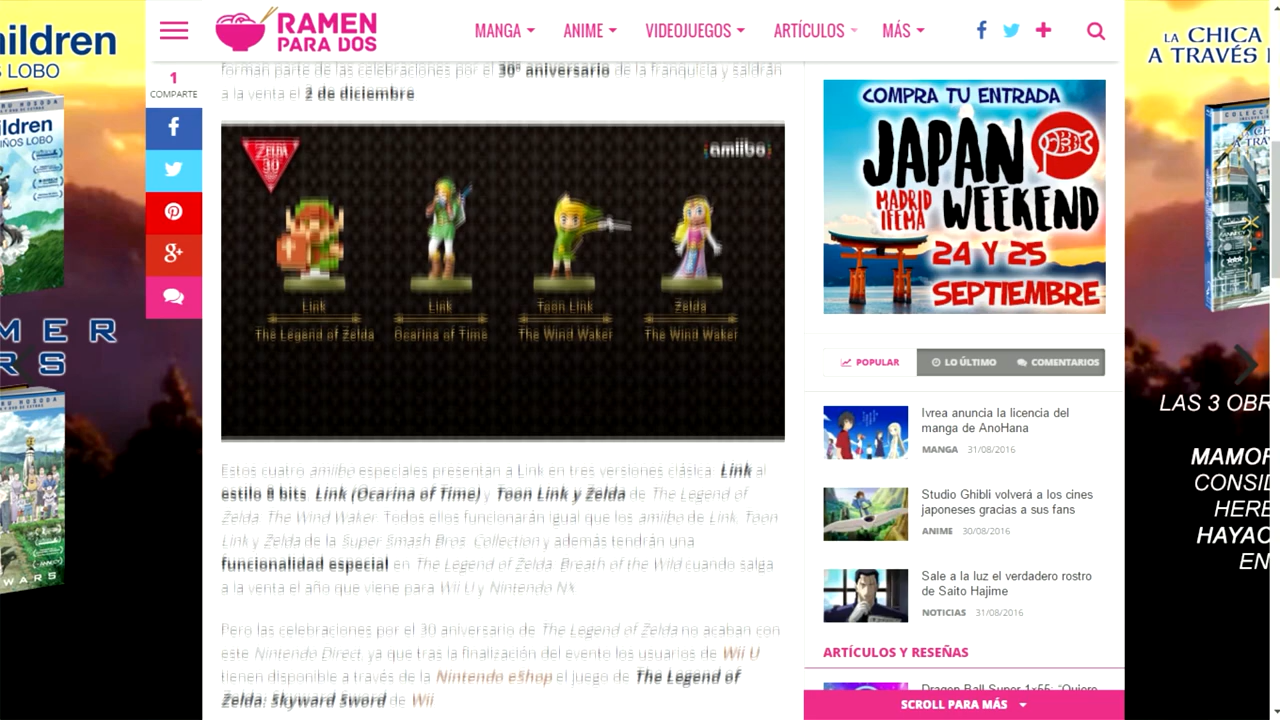 hildren
S LOBO
ildren
IÑOS LOBO
M E R
R S
WARS
RAMEN
PARA DOS
MANGA
ANIME
VIDEOJUEGOS
ARTÍCULOS
MÁS
1
COMPARTE
forman parte de las celebraciones por el 30º aniversario de la franquicia y saldrán
a la venta el 2 de diciembre
amiibo
Link
The Legend of Zelda
Link
Ocarina of Time
Toon Link
The Wind Waker
Zelda
The Wind Waker
Estos cuatro amiibo especiales presentan a Link en tres versiones clásica: Link al
estilo 8 bits, Link (Ocarina of Time) y Toon Link y Zelda de The Legend of
Zelda: The Wind Waker. Todos ellos funcionarán igual que los amiibo de Link, Toon
Link y Zelda de la Super Smash Bros. Collection y además tendrán una
funcionalidad especial en The Legend of Zelda: Breath of the Wild cuando salga
a la venta el año que viene para Wii U y Nintendo NX.
Pero las celebraciones por el 30 aniversario de The Legend of Zelda no acaban con
este Nintendo Direct, ya que tras la finalización del evento los usuarios de Wii U
tienen disponible a través de la Nintendo eShop el juego de The Legend of
Zelda: Skyward Sword de Wii
COMPRA TU ENTRADA
JAPAN
WEEKEND
MADRID
IFEMA
24 Y 25
SEPTIEMBRE
POPULAR
LO ÚLTIMO
COMENTARIOS
Ivrea anuncia la licencia del
manga de AnoHana
MANGA 31/08/2016
Studio Ghibli volverá a los cines
japoneses gracias a sus fans
ANIME 30/08/2016
Sale a la luz el verdadero rostro
de Saito Hajime
NOTICIAS 31/08/2016
ARTÍCULOS Y RESEÑAS
Dragon Ball Super 1x55: "Quiero
SCROLL PARA MÁS
LA CHICA
A TRAVÉS
LAS 3 OBR
MAMOR
CONSID
HERE
HAYAO
EN